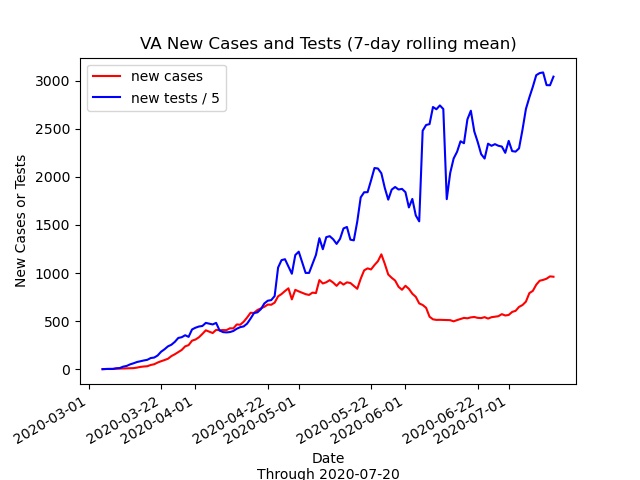 VA New Cases and Tests (7-day rolling mean)
new cases
new tests / 5
3000
2500
2000
1500
1000
500
0
New Cases or Tests
2020-03-01
2020-03-22
2020-04-01
2020-04-22
2020-05-01
2020-05-22
2020-06-01
2020-06-22
2020-07-01
Date
Through 2020-07-20